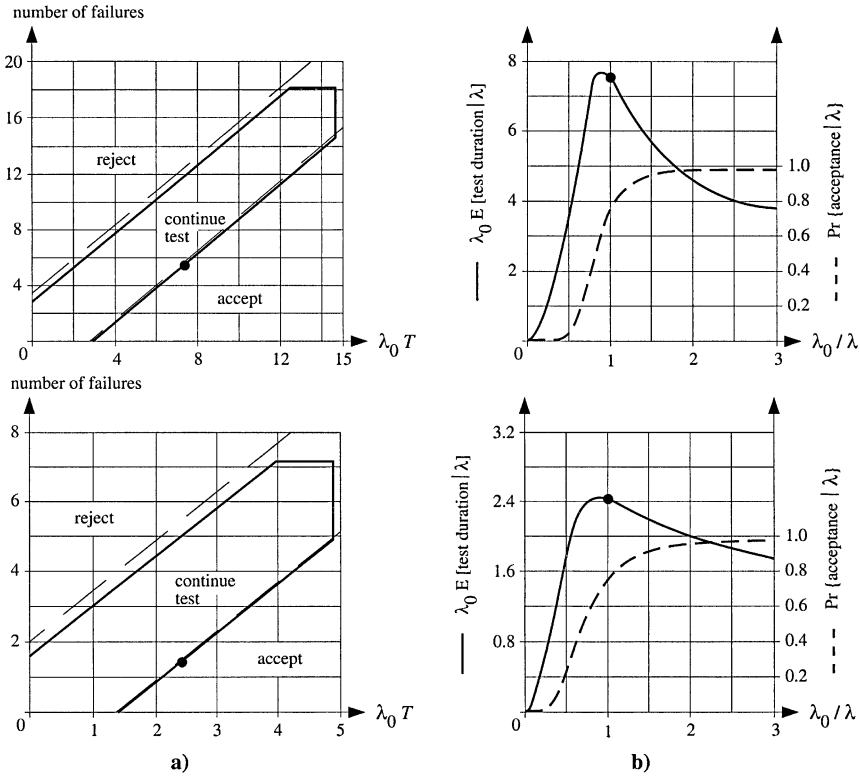 number of failures
20
16
12
8
4
0
4
8
12
15
λ0 T
reject
continue
test
accept
8
6
4
2
0
1
2
3
λ0 / λ
λ0 E [test duration | λ]
1.0
0.8
0.6
0.4
0.2
Pr {acceptance | λ}
number of failures
8
6
4
2
0
1
2
3
4
5
λ0 T
reject
continue
test
accept
a)
3.2
2.4
1.6
0.8
0
1
2
3
λ0 / λ
λ0 E [test duration | λ]
1.0
0.8
0.6
0.4
0.2
Pr {acceptance | λ}
b)